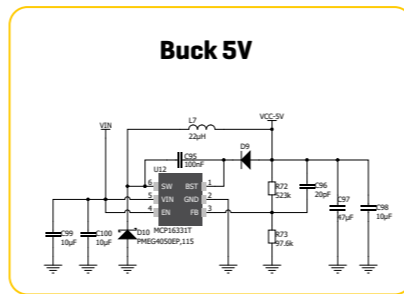 Buck 5V
L7
22µH
VCC-5V
VIN
C95
100nF
D9
U12
6 SW BST 1
5 VIN GND 2
4 EN FB 3
MCP16331T
D10
PMEG4050EP,115
R72
523k
C96
20pF
C97
47µF
C98
10µF
R73
97.6k
C99
10µF
C100
10µF